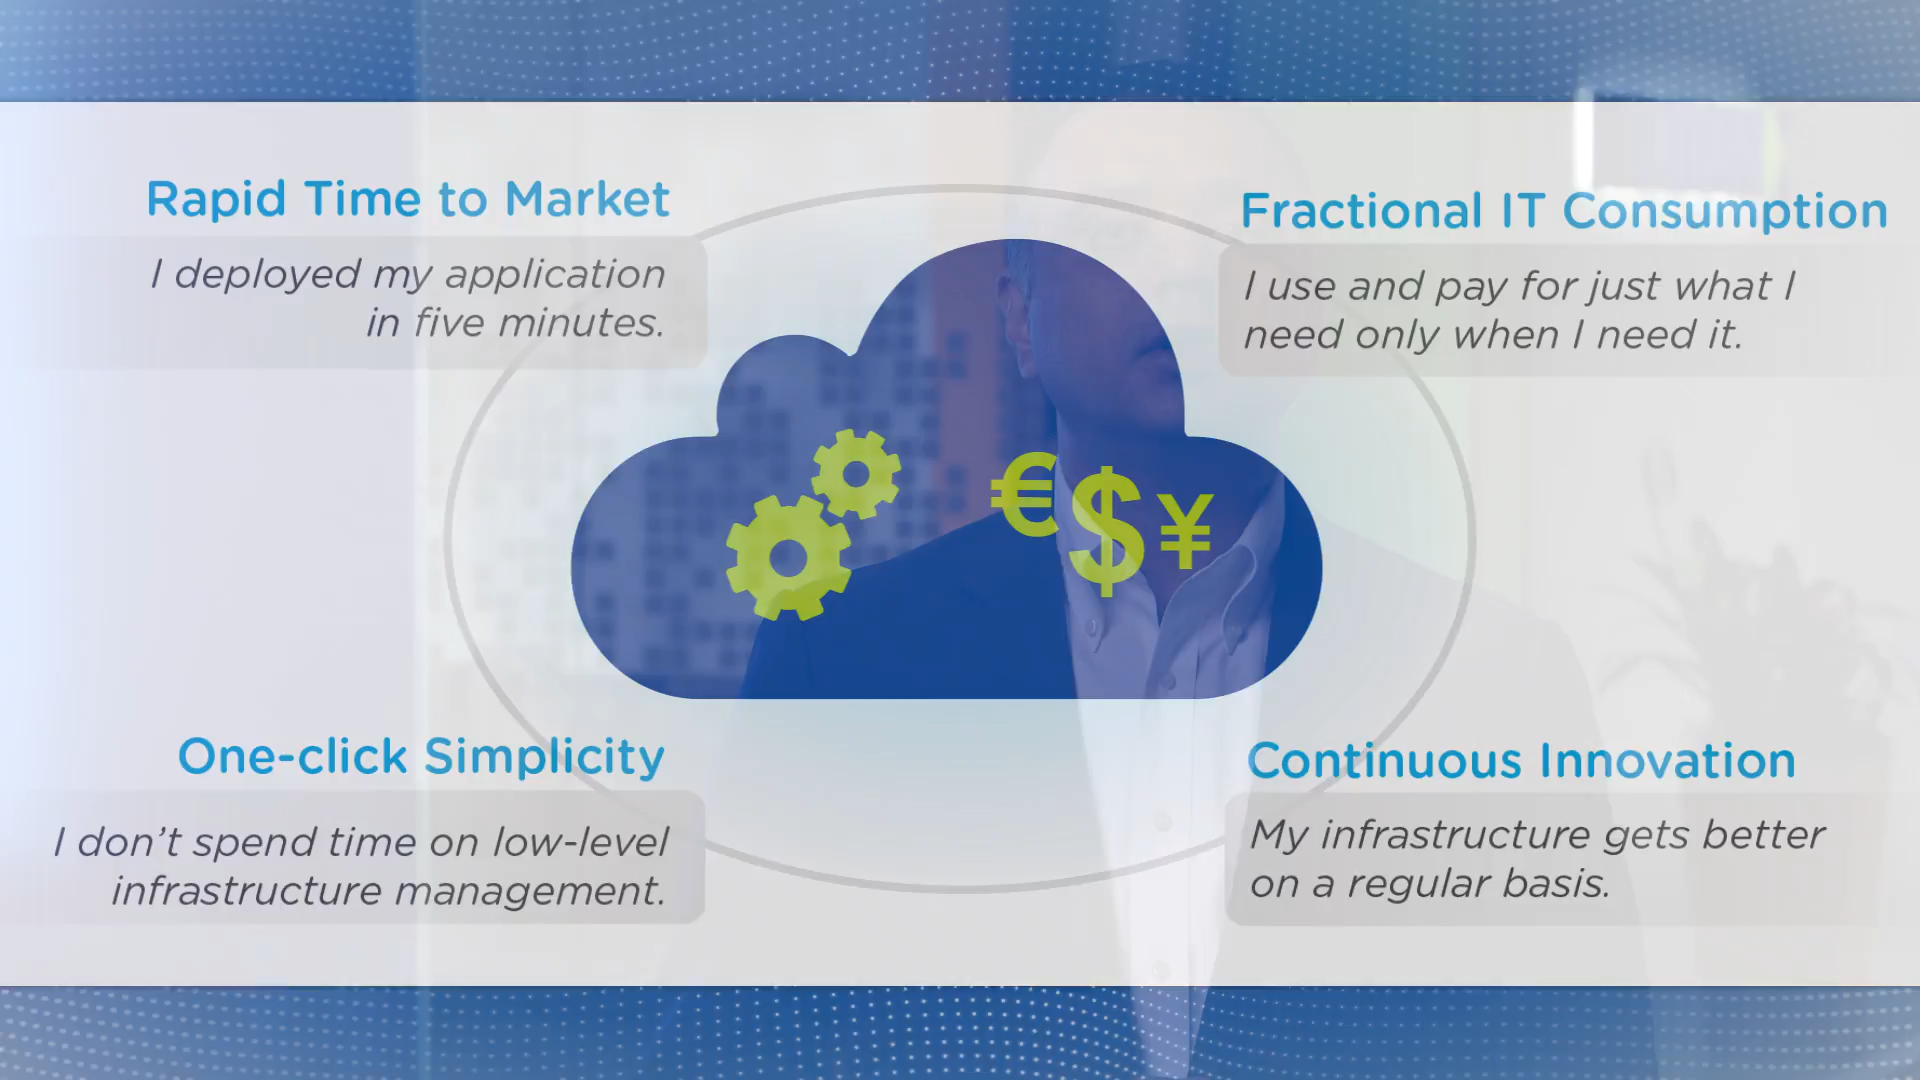 Rapid Time to Market
I deployed my application
in five minutes.
Fractional IT Consumption
I use and pay for just what I
need only when I need it.
€$¥
One-click Simplicity
I don't spend time on low-level
infrastructure management.
Continuous Innovation
My infrastructure gets better
on a regular basis.